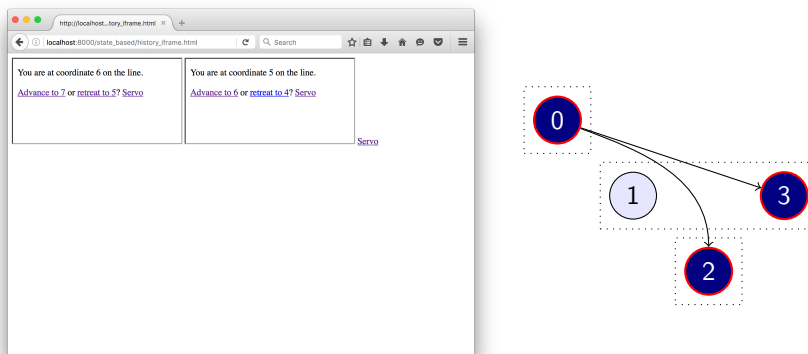 http://localhost...tory_iframe.html
localhost:8000/state_based/history_iframe.html
Search
You are at coordinate 6 on the line.
Advance to 7 or retreat to 5? Servo
You are at coordinate 5 on the line.
Advance to 6 or retreat to 4? Servo
Servo
0
1
3
2